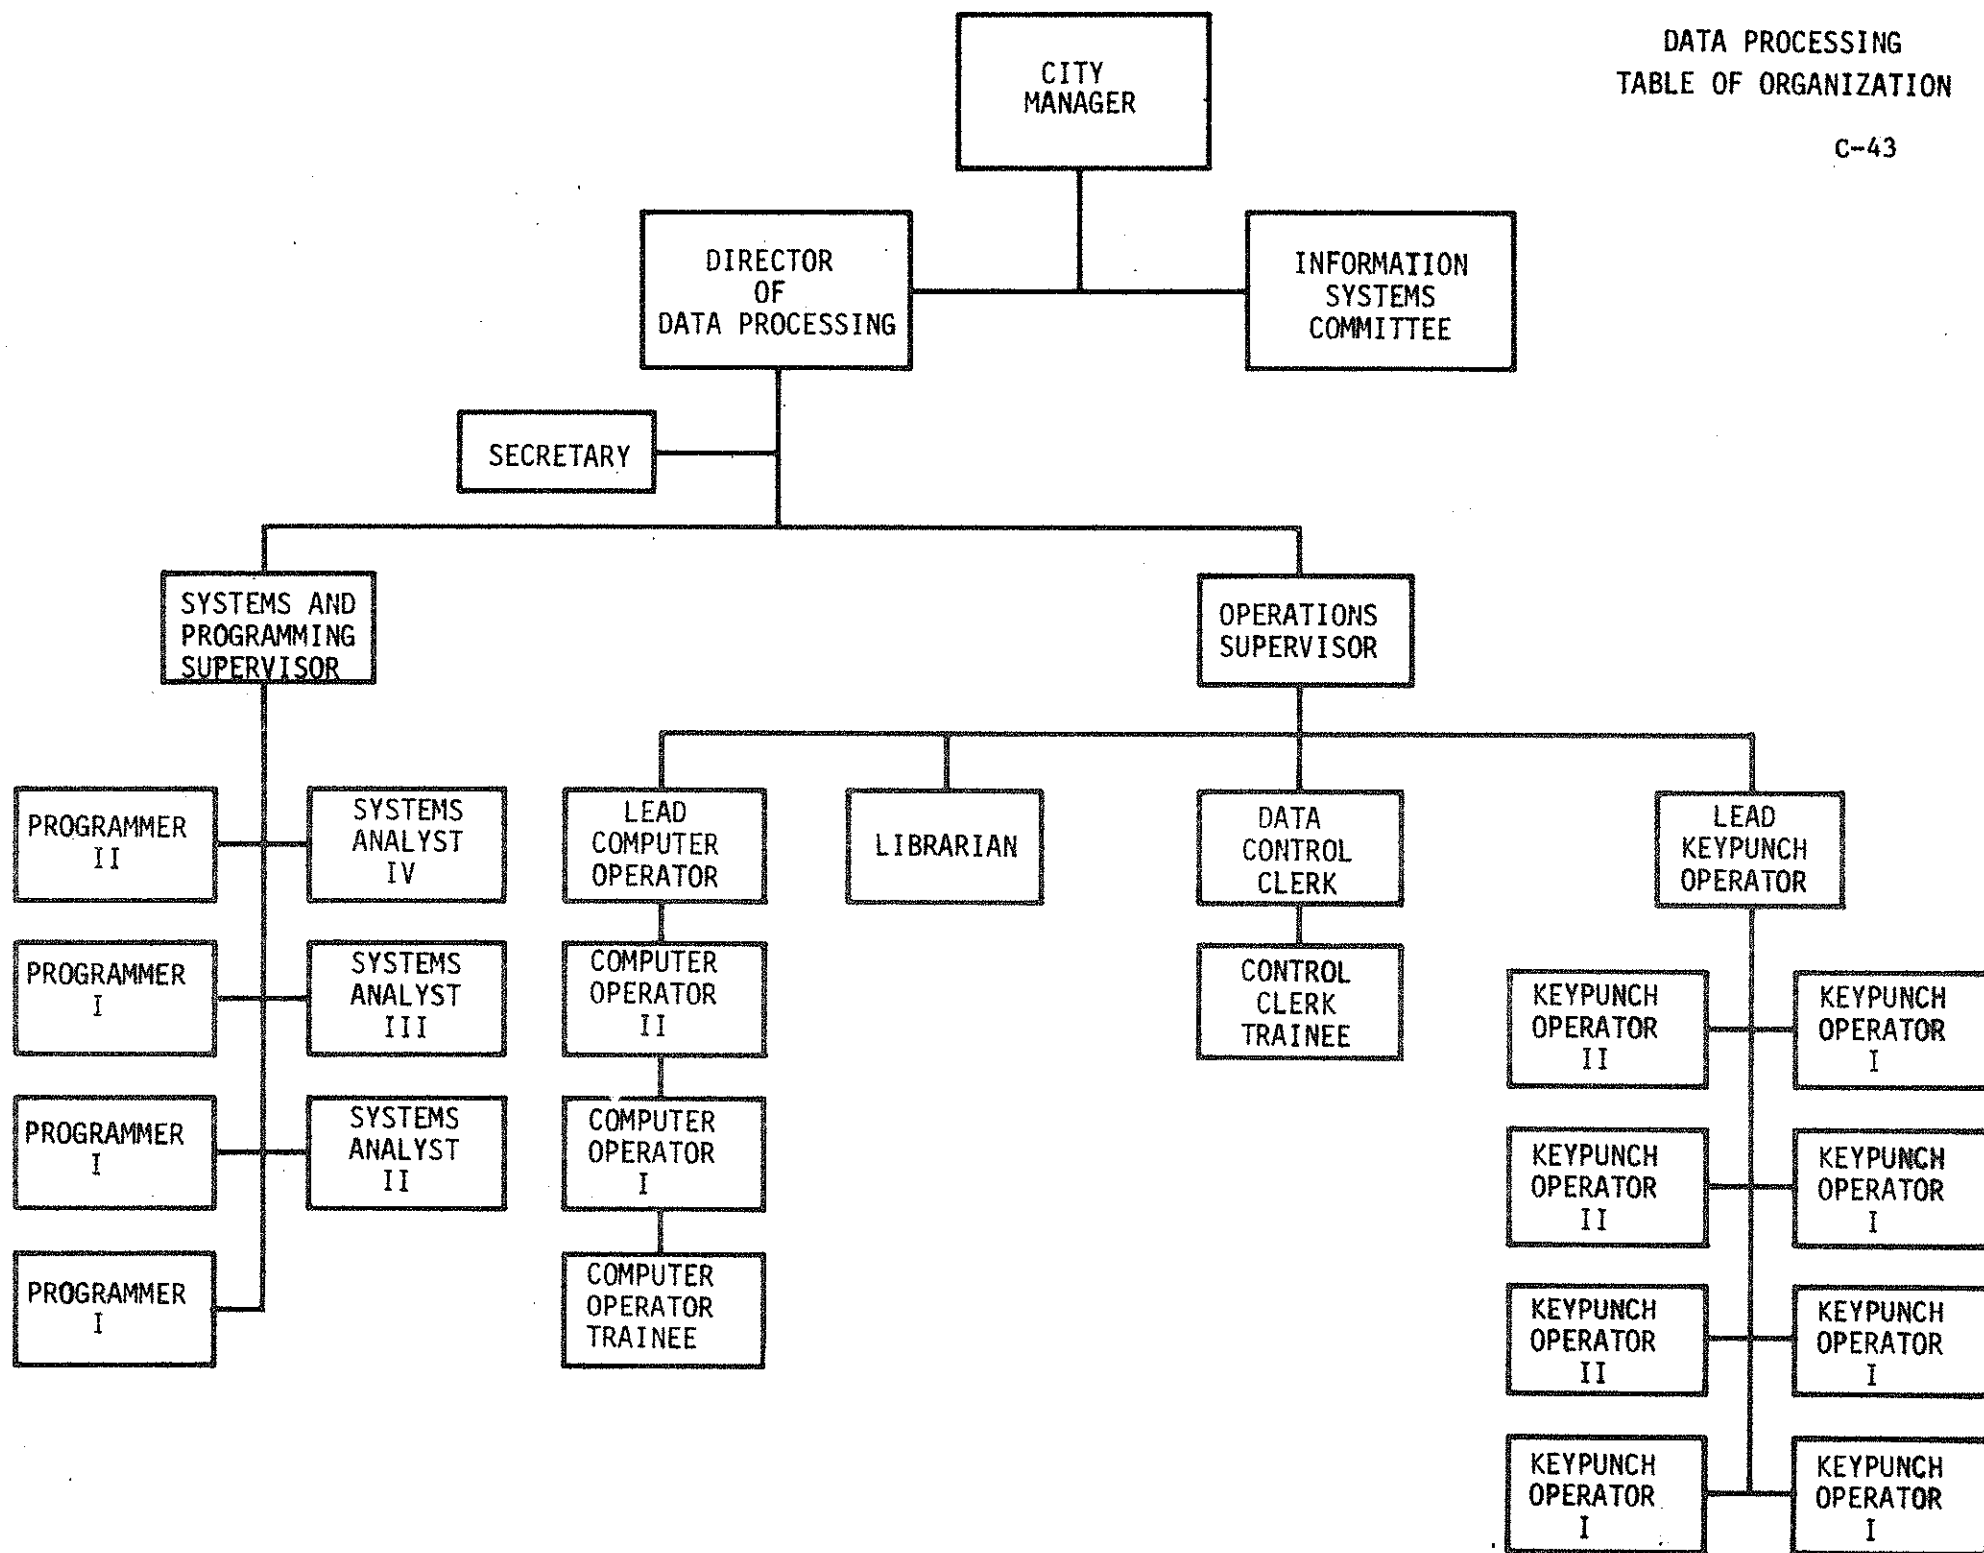 DATA PROCESSING
TABLE OF ORGANIZATION
C-43
CITY
MANAGER
DIRECTOR
OF
DATA PROCESSING
INFORMATION
SYSTEMS
COMMITTEE
SECRETARY
SYSTEMS AND
PROGRAMMING
SUPERVISOR
OPERATIONS
SUPERVISOR
PROGRAMMER
II
SYSTEMS
ANALYST
IV
LEAD
COMPUTER
OPERATOR
LIBRARIAN
DATA
CONTROL
CLERK
LEAD
KEYPUNCH
OPERATOR
PROGRAMMER
I
SYSTEMS
ANALYST
III
COMPUTER
OPERATOR
II
CONTROL
CLERK
TRAINEE
KEYPUNCH
OPERATOR
II
KEYPUNCH
OPERATOR
I
PROGRAMMER
I
SYSTEMS
ANALYST
II
COMPUTER
OPERATOR
I
KEYPUNCH
OPERATOR
II
KEYPUNCH
OPERATOR
I
PROGRAMMER
I
COMPUTER
OPERATOR
TRAINEE
KEYPUNCH
OPERATOR
II
KEYPUNCH
OPERATOR
I
KEYPUNCH
OPERATOR
I
KEYPUNCH
OPERATOR
I